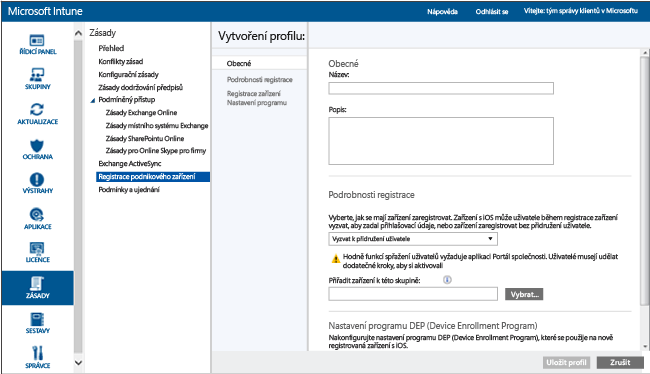 Microsoft Intune
Nápověda
Odhlásit se
Vítejte: tým správy klientů v Microsoftu
ŘÍDICÍ PANEL
SKUPINY
AKTUALIZACE
OCHRANA
VÝSTRAHY
APLIKACE
LICENCE
ZÁSADY
SESTAVY
SPRÁVCE
Zásady
Přehled
Konflikty zásad
Konfigurační zásady
Zásady dodržování předpisů
Podmíněný přístup
Zásady Exchange Online
Zásady místního systému Exchange
Zásady SharePointu Online
Zásady pro Online Skype pro firmy
Exchange ActiveSync
Registrace podnikového zařízení
Podmínky a ujednání
Vytvoření profilu:
Obecné
Podrobnosti registrace
Registrace zařízení
Nastavení programu
Obecné
Název:
Popis:
Podrobnosti registrace
Vyberte, jak se mají zařízení zaregistrovat. Zařízení s iOS může uživatele během registrace zařízení
vyzvat, aby zadal přihlašovací údaje, nebo zařízení zaregistrovat bez přidružení uživatele.
Vyzvat k přidružení uživatele
Hodně funkcí spřažení uživatelů vyžaduje aplikaci Portál společnosti. Uživatelé musejí udělat
dodatečné kroky, aby si aktivovali
Přiřadit zařízení k této skupině:
Vybrat...
Nastavení programu DEP (Device Enrollment Program)
Nakonfigurujte nastavení programu DEP (Device Enrollment Program), které se použije na nově
registrovaná zařízení s iOS.
Uložit profil
Zrušit